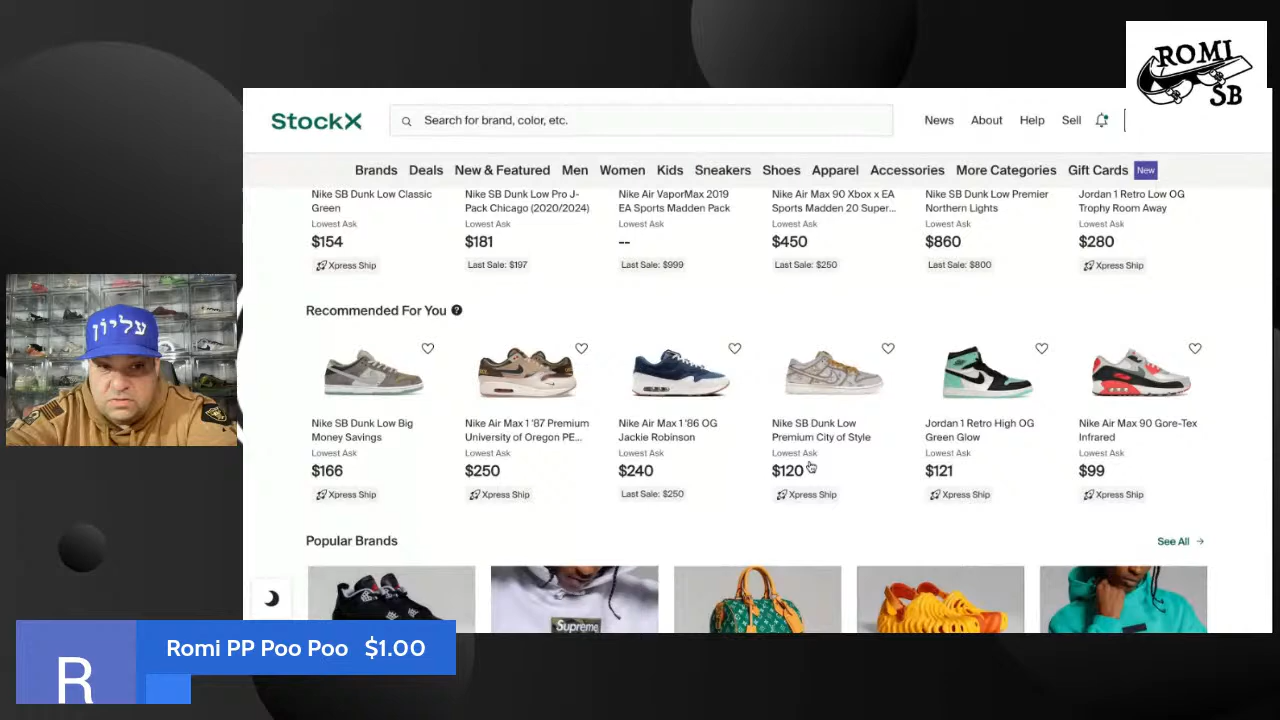 ROMI
SB
StockX
Search for brand, color, etc.
News About Help Sell
Brands Deals New & Featured Men Women Kids Sneakers Shoes Apparel Accessories More Categories Gift Cards New
Nike SB Dunk Low Classic
Green
Lowest Ask
$154
Xpress Ship
Nike SB Dunk Low Pro J-
Pack Chicago (2020/2024)
Lowest Ask
$181
Last Sale: $197
Nike Air VaporMax 2019
EA Sports Madden Pack
Lowest Ask
--
Last Sale: $999
Nike Air Max 90 Xbox x EA
Sports Madden 20 Super...
Lowest Ask
$450
Last Sale: $250
Nike SB Dunk Low Premier
Northern Lights
Lowest Ask
$860
Last Sale: $800
Jordan 1 Retro Low OG
Trophy Room Away
Lowest Ask
$280
Xpress Ship
Recommended For You ?
Nike SB Dunk Low Big
Money Savings
Lowest Ask
$166
Xpress Ship
Nike Air Max 1 '87 Premium
University of Oregon PE...
Lowest Ask
$250
Xpress Ship
Nike Air Max 1 '86 OG
Jackie Robinson
Lowest Ask
$240
Last Sale: $250
Nike SB Dunk Low
Premium City of Style
Lowest Ask
$120
Xpress Ship
Jordan 1 Retro High OG
Green Glow
Lowest Ask
$121
Xpress Ship
Nike Air Max 90 Gore-Tex
Infrared
Lowest Ask
$99
Xpress Ship
עליון
Popular Brands
See All
Supreme
R
Romi PP Poo Poo $1.00